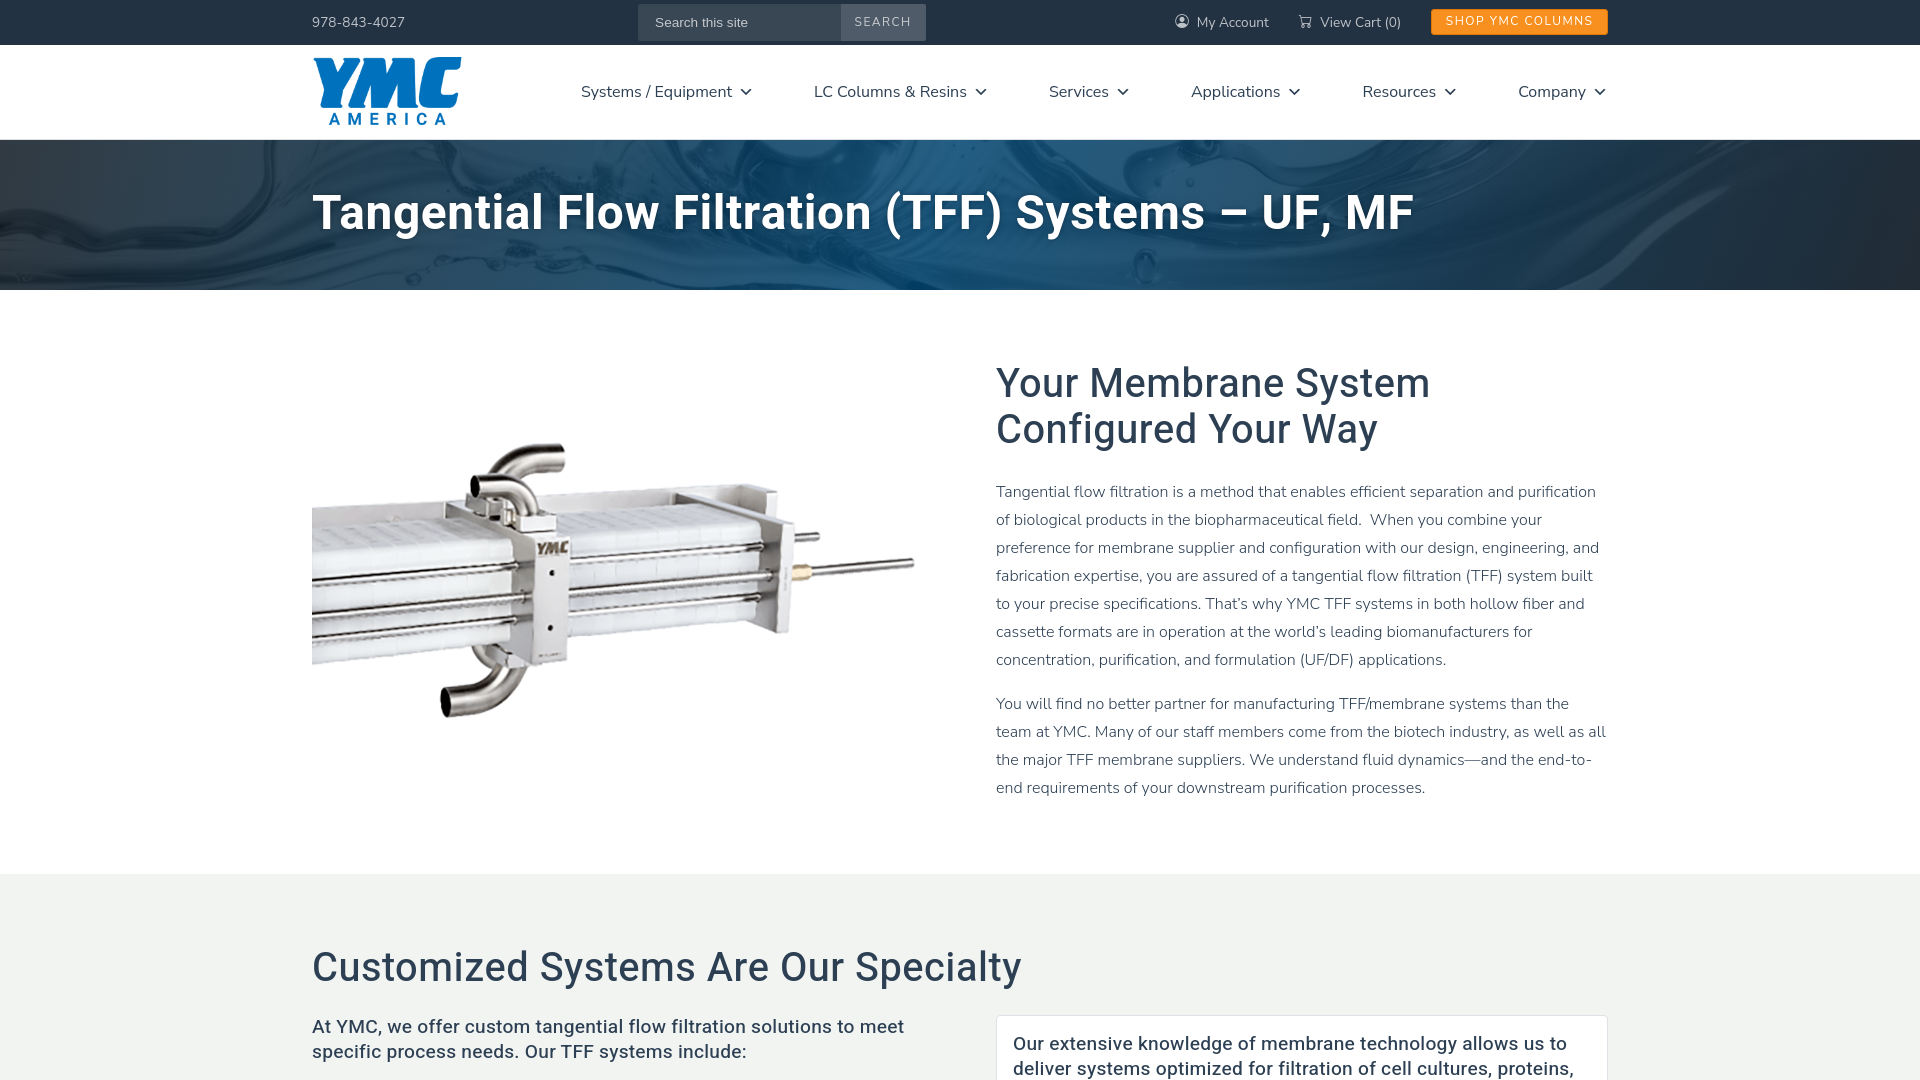 978-843-4027
Search this site
SEARCH
My Account
View Cart (0)
SHOP YMC COLUMNS
YMC
AMERICA
Systems / Equipment
LC Columns & Resins
Services
Applications
Resources
Company
Tangential Flow Filtration (TFF) Systems – UF, MF
YMC
Your Membrane System
Configured Your Way
Tangential flow filtration is a method that enables efficient separation and purification
of biological products in the biopharmaceutical field.  When you combine your
preference for membrane supplier and configuration with our design, engineering, and
fabrication expertise, you are assured of a tangential flow filtration (TFF) system built
to your precise specifications. That’s why YMC TFF systems in both hollow fiber and
cassette formats are in operation at the world’s leading biomanufacturers for
concentration, purification, and formulation (UF/DF) applications.
You will find no better partner for manufacturing TFF/membrane systems than the
team at YMC. Many of our staff members come from the biotech industry, as well as all
the major TFF membrane suppliers. We understand fluid dynamics—and the end-to-
end requirements of your downstream purification processes.
Customized Systems Are Our Specialty
At YMC, we offer custom tangential flow filtration solutions to meet
specific process needs. Our TFF systems include:
Our extensive knowledge of membrane technology allows us to
deliver systems optimized for filtration of cell cultures, proteins,